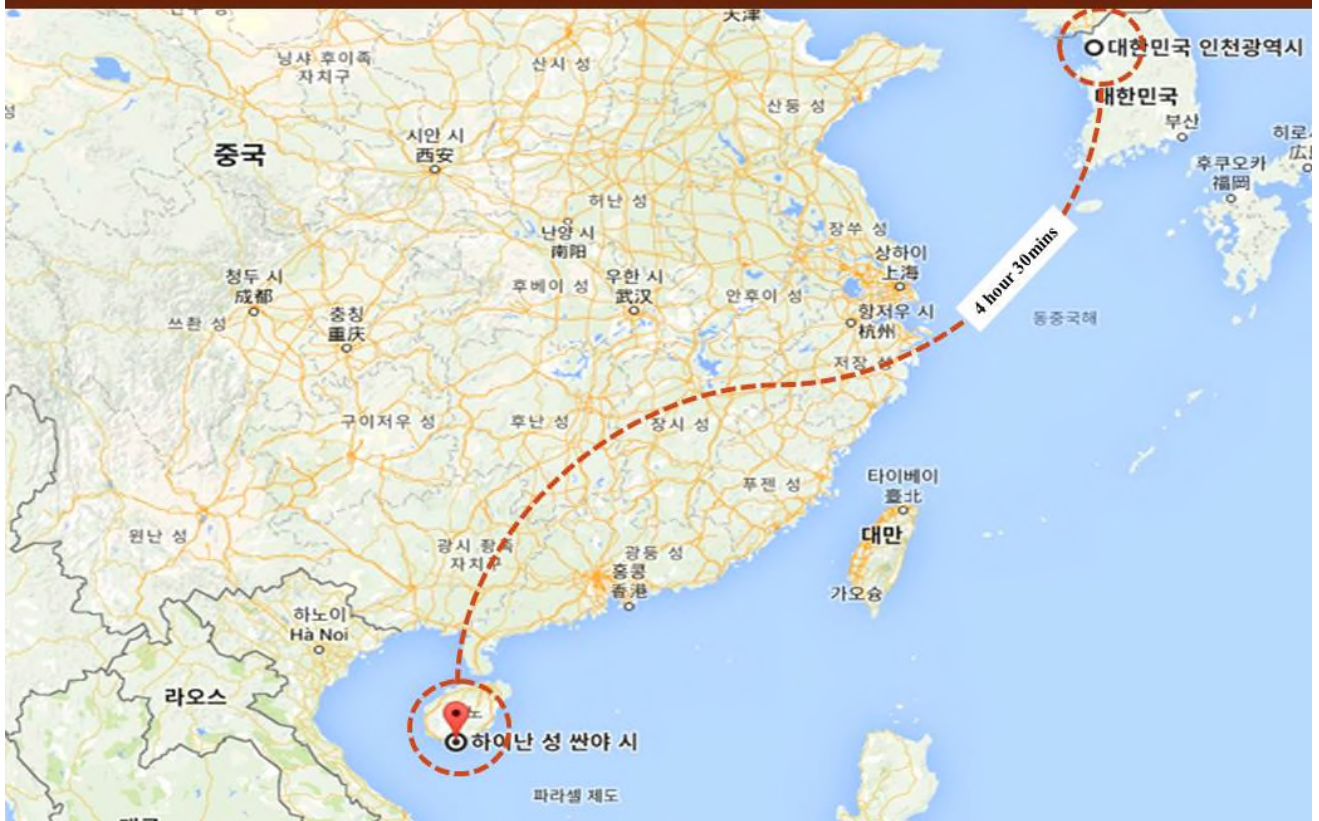 天津
대한민국 인천광역시
닝샤 후이족
자치구
산시 성
대한민국
산둥 성
부산
시안 시
西安
중국
후쿠오카
福岡
허난 성
난양 시
南阳
장쑤 성
상하이
上海
4 hour 30mins
청두 시
成都
후베이 성
우한 시
武汉
안후이 성
충칭
重庆
항저우 시
杭州
동중국해
쓰촨 성
저장 성
구이저우 성
후난 성
장시 성
타이베이
臺北
푸젠 성
대만
윈난 성
광시 좡족
자치구
광둥 성
홍콩
香港
가오슝
하노이
Hà Nội
라오스
하이난 성 싼야 시
파라셀 제도